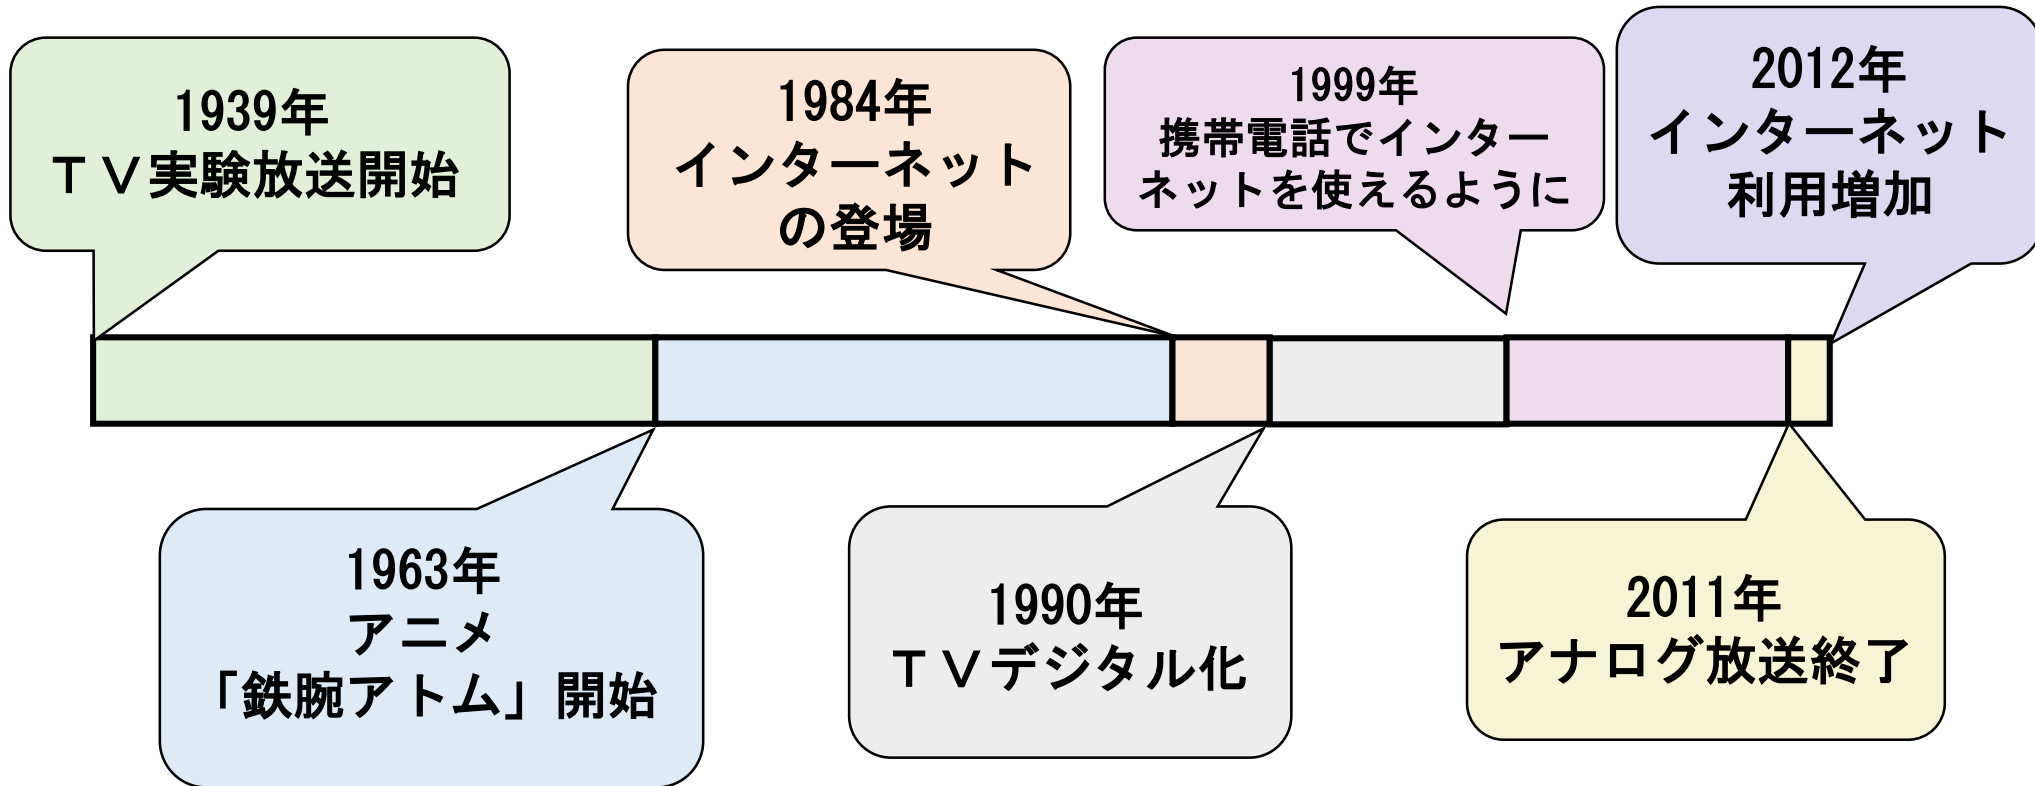 1939年
ＴＶ実験放送開始
1984年
インターネット
の登場
1999年
携帯電話でインター
ネットを使えるように
2012年
インターネット
利用増加
1963年
アニメ
「鉄腕アトム」開始
1990年
ＴＶデジタル化
2011年
アナログ放送終了